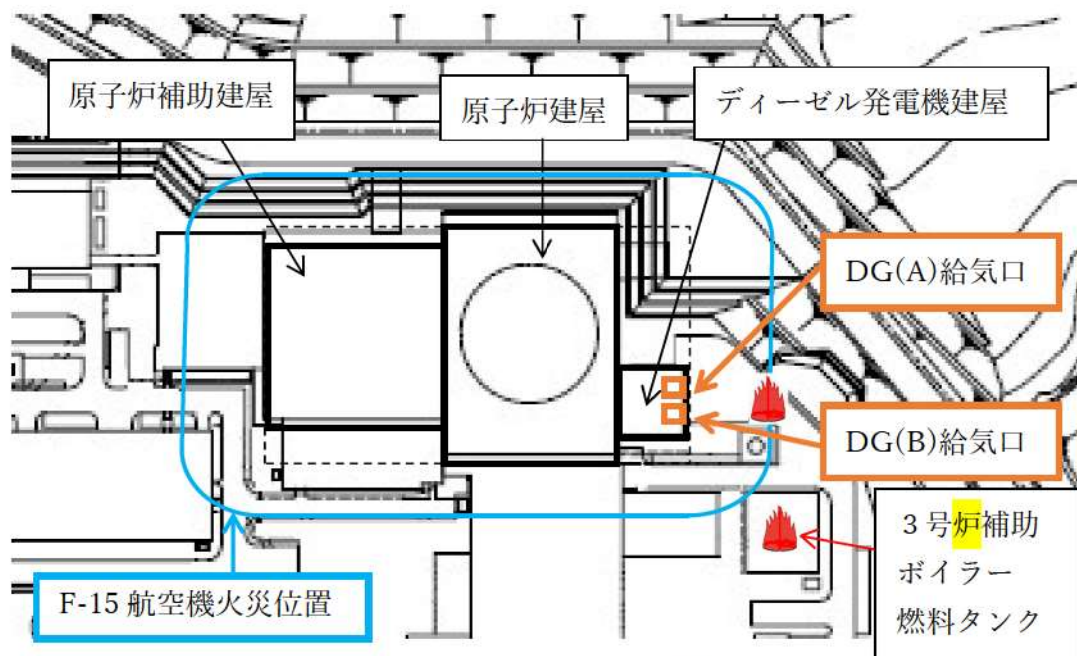 原子炉補助建屋
原子炉建屋
ディーゼル発電機建屋
DG(A)給気口
DG(B)給気口
3号炉補助
ボイラー
燃料タンク
F-15 航空機火災位置